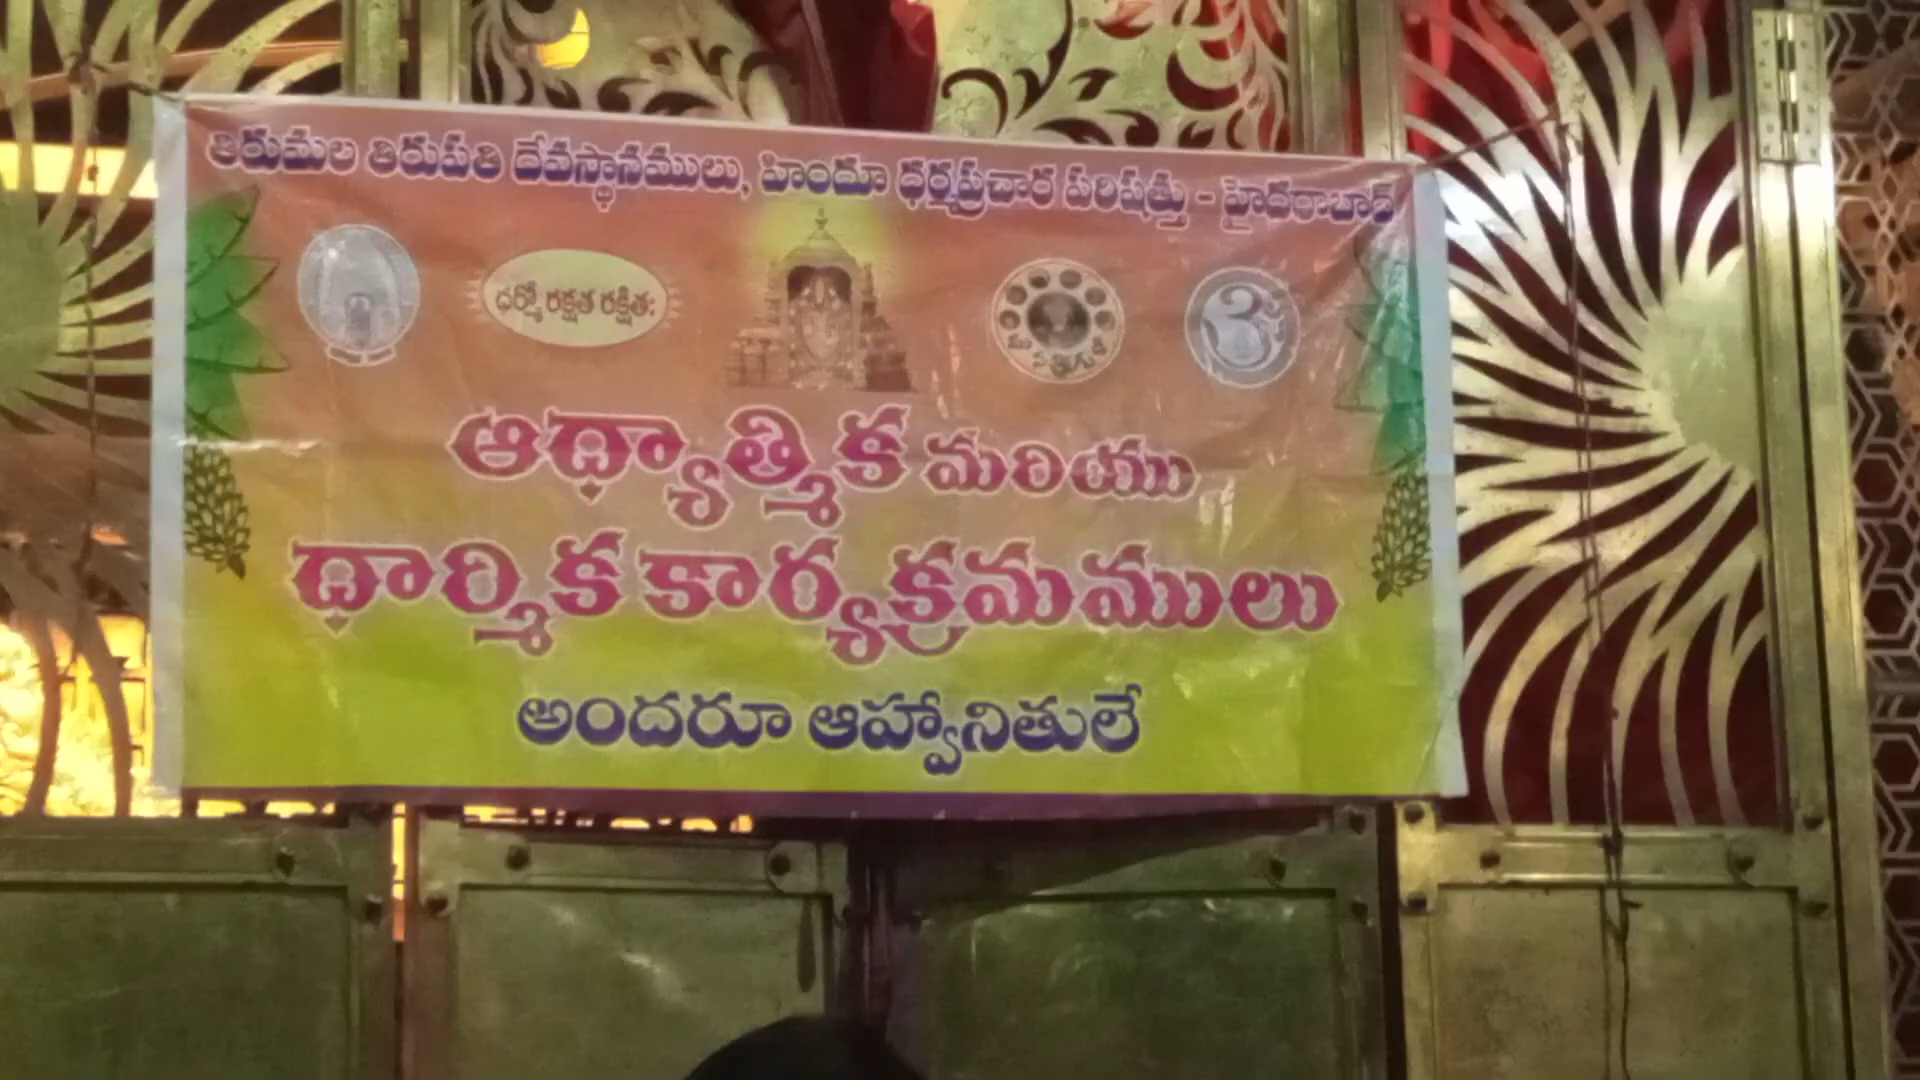 తిరుమల తిరుపతి దేవస్థానములు, హిందూ ధర్మప్రచార పరిషత్తు - హైదరాబాద్
ధర్మో రక్షత రక్షిత:
ఆధ్యాత్మిక మరియు
ధార్మిక కార్యక్రమములు
అందరూ ఆహ్వానితులే